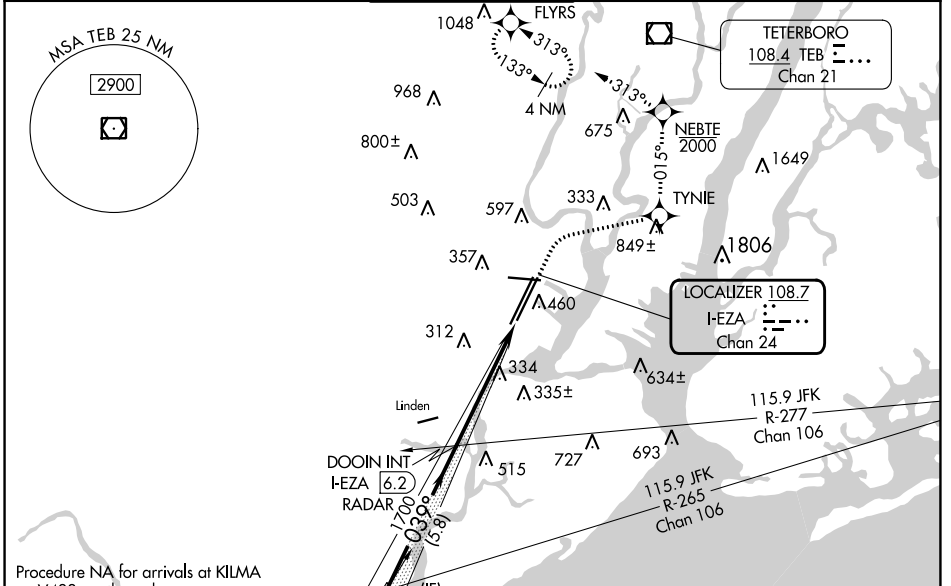 MSA TEB 25 NM
2900
1048
FLYRS
313°
133°
4 NM
313°
TETERBORO
108.4 TEB
Chan 21
968
675
NEBTE
2000
800±
015°
1649
503
597
333
TYNIE
849±
1806
357
460
LOCALIZER 108.7
I-EZA
Chan 24
312
334
335±
634±
Linden
115.9 JFK
R-277
Chan 106
DOOIN INT
I-EZA 6.2
RADAR
515
727
693
1700
039°
(5.8)
115.9 JFK
R-265
Chan 106
Procedure NA for arrivals at KILMA
(IF)